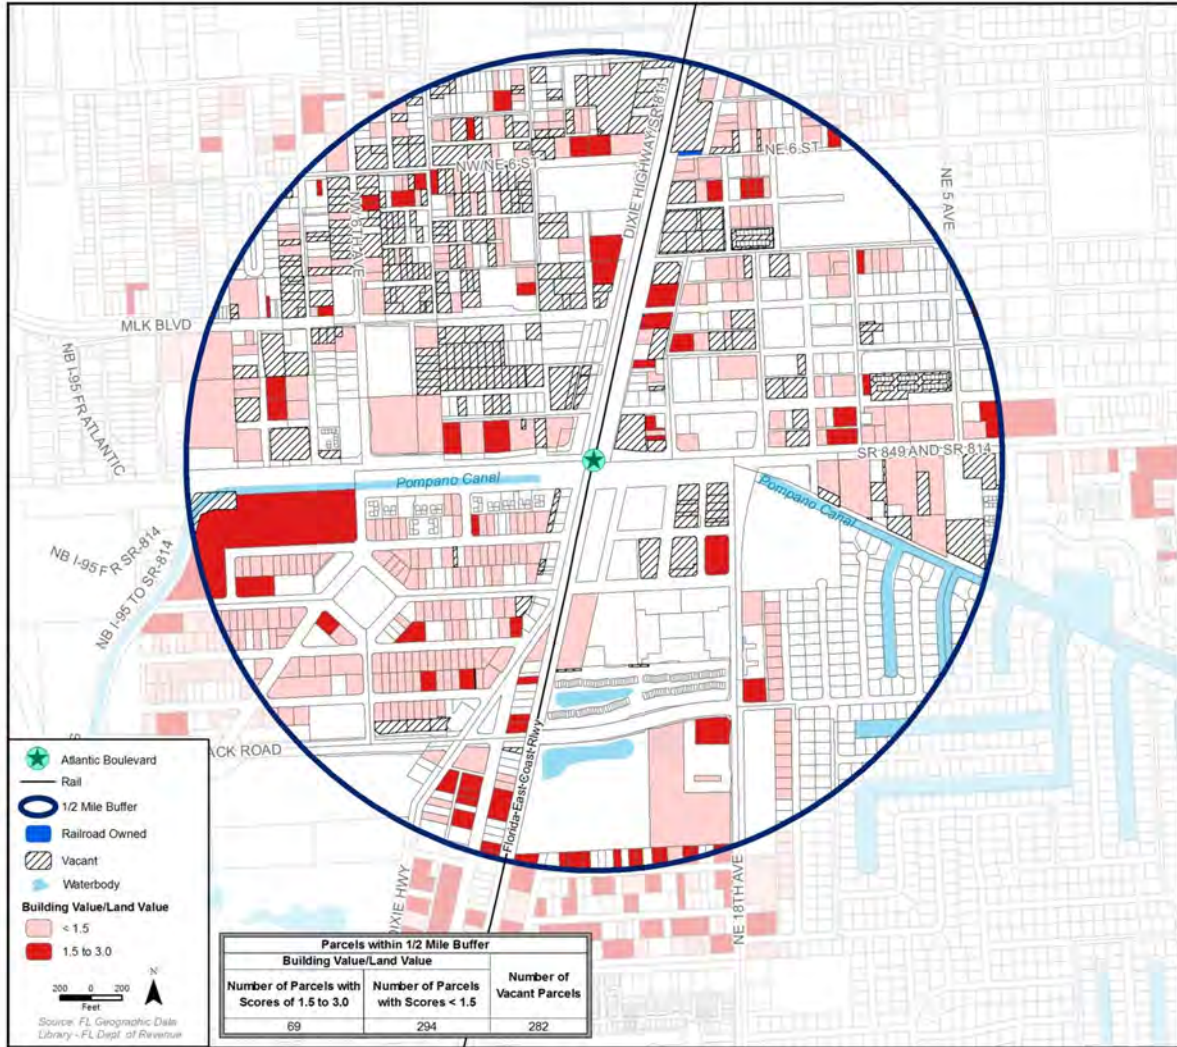 DIXIE HIGHWAY/SR 811
NW/NE 6 ST
NE 6 ST
NE 5 AVE
NW 6TH AVE
MLK BLVD
NB I-95 FR ATLANTIC
SR 849 AND SR 814
Pompano Canal
Pompano Canal
NB I-95 F R SR-814
NB I-95 TO SR-814
ACK ROAD
Florida-East-Coast-Rlwy
DIXIE HWY
NE 18TH AVE
Atlantic Boulevard
Rail
1/2 Mile Buffer
Railroad Owned
Vacant
Waterbody
Building Value/Land Value
< 1.5
1.5 to 3.0
N
200 0 200
Feet
Source: FL Geographic Data
Library - FL Dept. of Revenue
Parcels within 1/2 Mile Buffer
Building Value/Land Value
Number of Parcels with
Scores of 1.5 to 3.0
Number of Parcels
with Scores < 1.5
Number of
Vacant Parcels
69 294 282